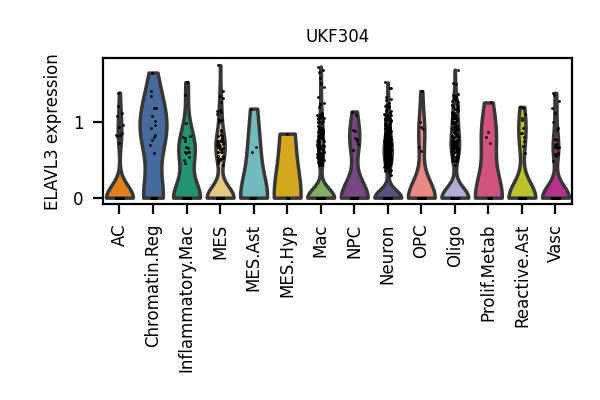 UKF304
ELAVL3 expression
1
0
AC
Chromatin.Reg
Inflammatory.Mac
MES
MES.Ast
MES.Hyp
Mac
NPC
Neuron
OPC
Oligo
Prolif.Metab
Reactive.Ast
Vasc